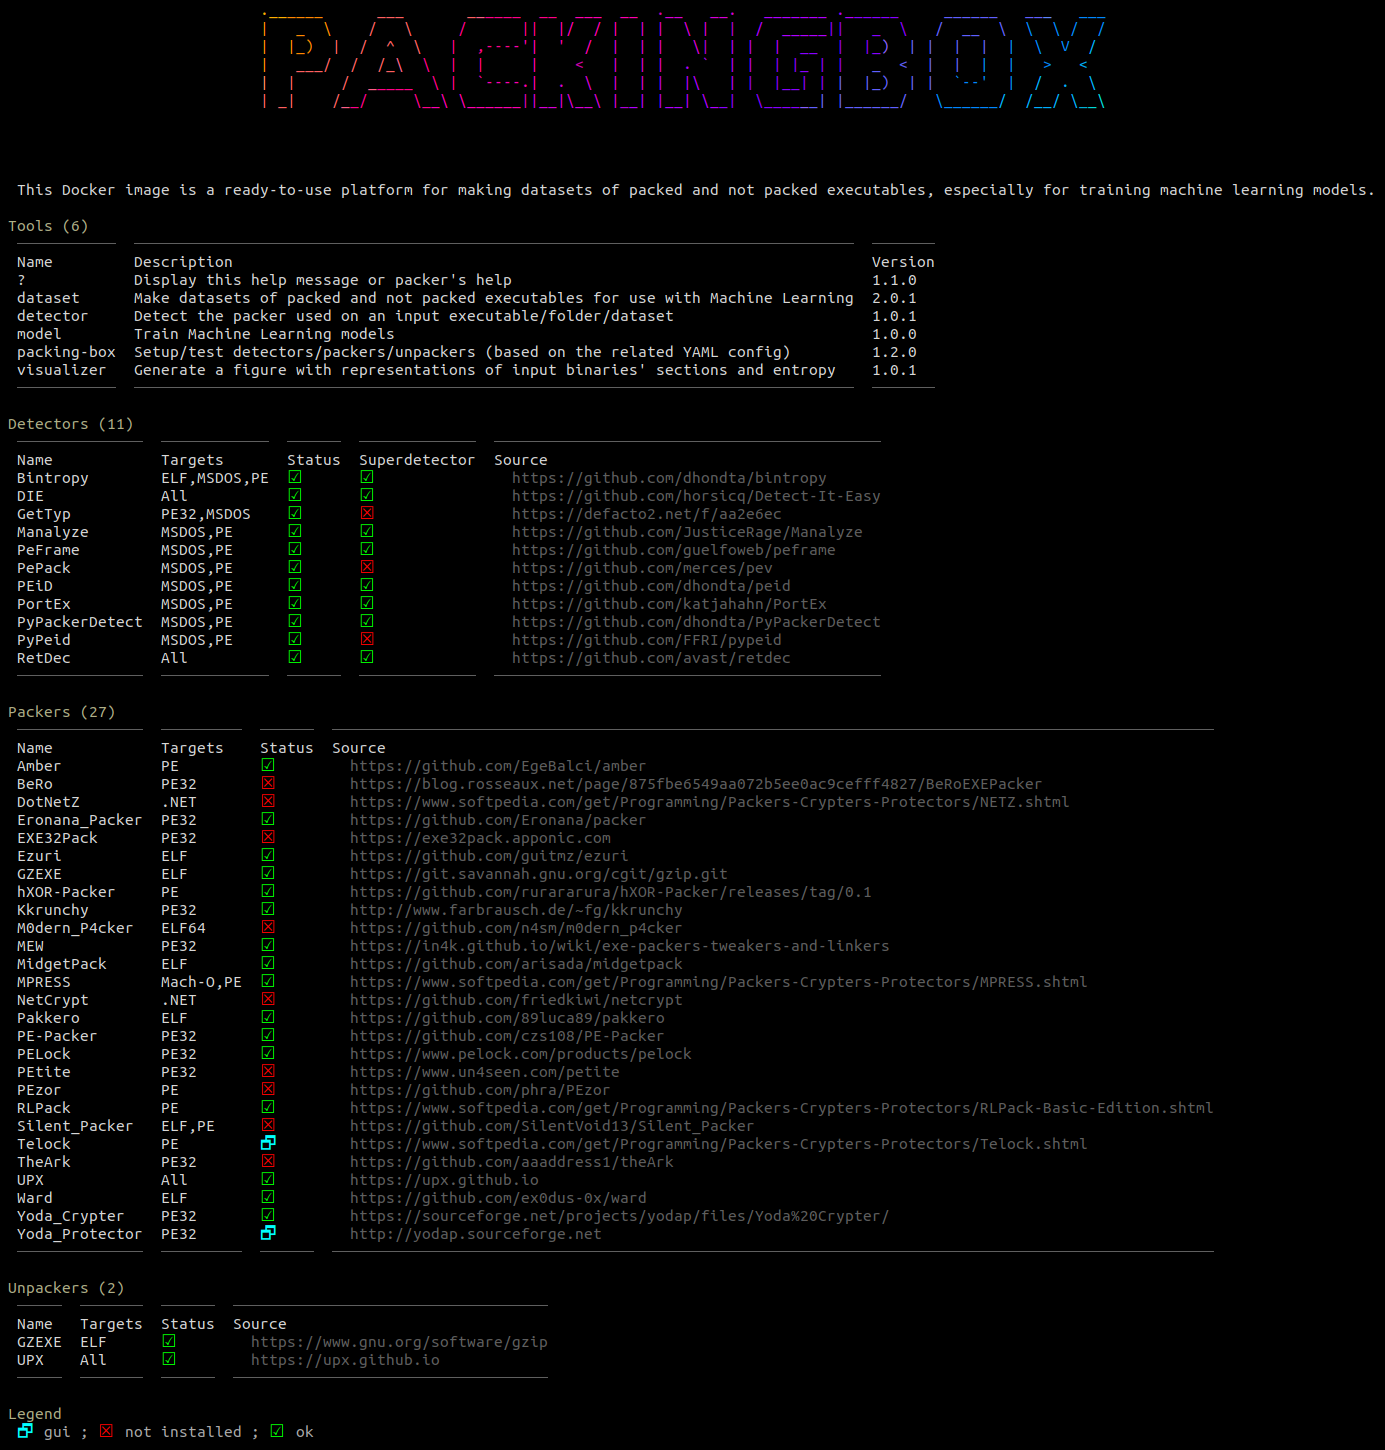 PACKINGBOX
This Docker image is a ready-to-use platform for making datasets of packed and not packed executables, especially for training machine learning models.
Tools (6)
Name Description Version
? Display this help message or packer's help 1.1.0
dataset Make datasets of packed and not packed executables for use with Machine Learning 2.0.1
detector Detect the packer used on an input executable/folder/dataset 1.0.1
model Train Machine Learning models 1.0.0
packing-box Setup/test detectors/packers/unpackers (based on the related YAML config) 1.2.0
visualizer Generate a figure with representations of input binaries' sections and entropy 1.0.1
Detectors (11)
Name Targets Status Superdetector Source
Bintropy ELF,MSDOS,PE ☑ ☑ https://github.com/dhondta/bintropy
DIE All ☑ ☑ https://github.com/horsicq/Detect-It-Easy
GetTyp PE32,MSDOS ☑ ☒ https://defacto2.net/f/aa2e6ec
Manalyze MSDOS,PE ☑ ☑ https://github.com/JusticeRage/Manalyze
PeFrame MSDOS,PE ☑ ☑ https://github.com/guelfoweb/peframe
PePack MSDOS,PE ☑ ☒ https://github.com/merces/pev
PEiD MSDOS,PE ☑ ☑ https://github.com/dhondta/peid
PortEx MSDOS,PE ☑ ☑ https://github.com/katjahahn/PortEx
PyPackerDetect MSDOS,PE ☑ ☑ https://github.com/dhondta/PyPackerDetect
PyPeid MSDOS,PE ☑ ☒ https://github.com/FFRI/pypeid
RetDec All ☑ ☑ https://github.com/avast/retdec
Packers (27)
Name Targets Status Source
Amber PE ☑ https://github.com/EgeBalci/amber
BeRo PE32 ☒ https://blog.rosseaux.net/page/875fbe6549aa072b5ee0ac9cefff4827/BeRoEXEPacker
DotNetZ .NET ☒ https://www.softpedia.com/get/Programming/Packers-Crypters-Protectors/NETZ.shtml
Eronana_Packer PE32 ☑ https://github.com/Eronana/packer
EXE32Pack PE32 ☒ https://exe32pack.apponic.com
Ezuri ELF ☑ https://github.com/guitmz/ezuri
GZEXE ELF ☑ https://git.savannah.gnu.org/cgit/gzip.git
hXOR-Packer PE ☑ https://github.com/rurararura/hXOR-Packer/releases/tag/0.1
Kkrunchy PE32 ☑ http://www.farbrausch.de/~fg/kkrunchy
M0dern_P4cker ELF64 ☒ https://github.com/n4sm/m0dern_p4cker
MEW PE32 ☑ https://in4k.github.io/wiki/exe-packers-tweakers-and-linkers
MidgetPack ELF ☑ https://github.com/arisada/midgetpack
MPRESS Mach-O,PE ☑ https://www.softpedia.com/get/Programming/Packers-Crypters-Protectors/MPRESS.shtml
NetCrypt .NET ☒ https://github.com/friedkiwi/netcrypt
Pakkero ELF ☑ https://github.com/89luca89/pakkero
PE-Packer PE32 ☑ https://github.com/czs108/PE-Packer
PELock PE32 ☑ https://www.pelock.com/products/pelock
PEtite PE32 ☒ https://www.un4seen.com/petite
PEzor PE ☒ https://github.com/phra/PEzor
RLPack PE ☑ https://www.softpedia.com/get/Programming/Packers-Crypters-Protectors/RLPack-Basic-Edition.shtml
Silent_Packer ELF,PE ☒ https://github.com/SilentVoid13/Silent_Packer
Telock PE 🗗 https://www.softpedia.com/get/Programming/Packers-Crypters-Protectors/Telock.shtml
TheArk PE32 ☒ https://github.com/aaaddress1/theArk
UPX All ☑ https://upx.github.io
Ward ELF ☑ https://github.com/ex0dus-0x/ward
Yoda_Crypter PE32 ☑ https://sourceforge.net/projects/yodap/files/Yoda%20Crypter/
Yoda_Protector PE32 🗗 http://yodap.sourceforge.net
Unpackers (2)
Name Targets Status Source
GZEXE ELF ☑ https://www.gnu.org/software/gzip
UPX All ☑ https://upx.github.io
Legend
🗗 gui ; ☒ not installed ; ☑ ok